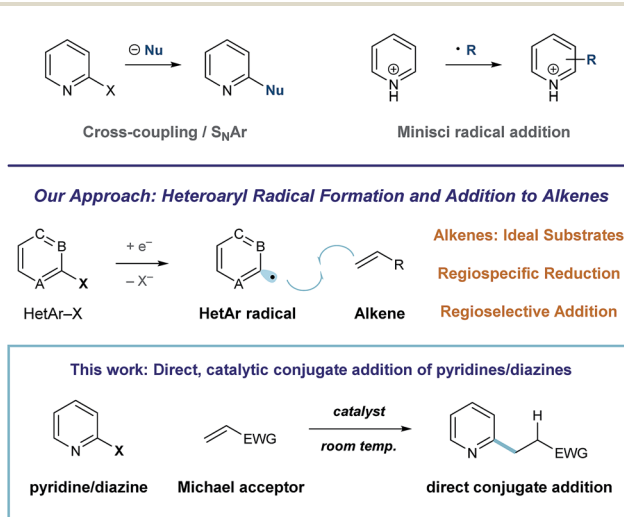 ⊖ Nu
N
X
N
Nu
Cross-coupling / SNAr
⊕
N
H
· R
⊕
N
H
R
Minisci radical addition
Our Approach: Heteroaryl Radical Formation and Addition to Alkenes
C
B
A
X
HetAr–X
+ e–
– X–
C
B
A
HetAr radical
R
Alkene
Alkenes: Ideal Substrates
Regiospecific Reduction
Regioselective Addition
This work: Direct, catalytic conjugate addition of pyridines/diazines
N
X
pyridine/diazine
EWG
Michael acceptor
catalyst
room temp.
N
H
EWG
direct conjugate addition